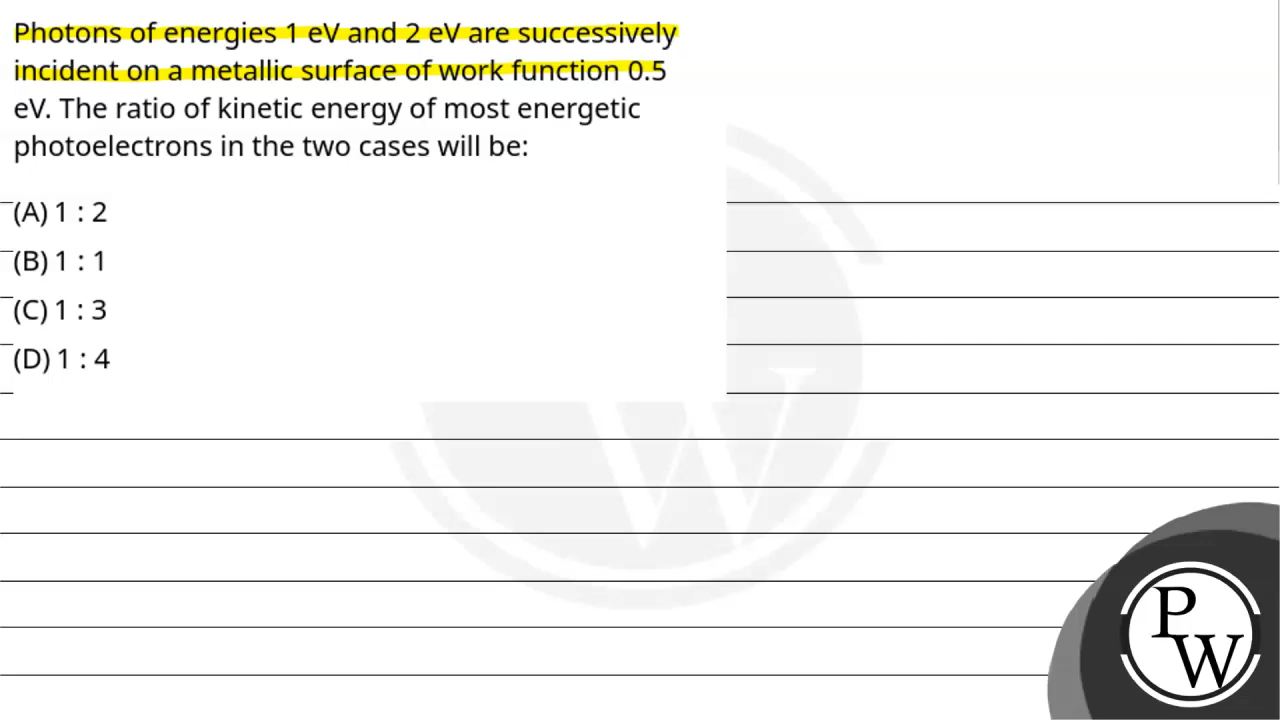 Photons of energies 1 eV and 2 eV are successively
incident on a metallic surface of work function 0.5
eV. The ratio of kinetic energy of most energetic
photoelectrons in the two cases will be:
(A) 1 : 2
(B) 1 : 1
(C) 1 : 3
(D) 1 : 4
W
P
W